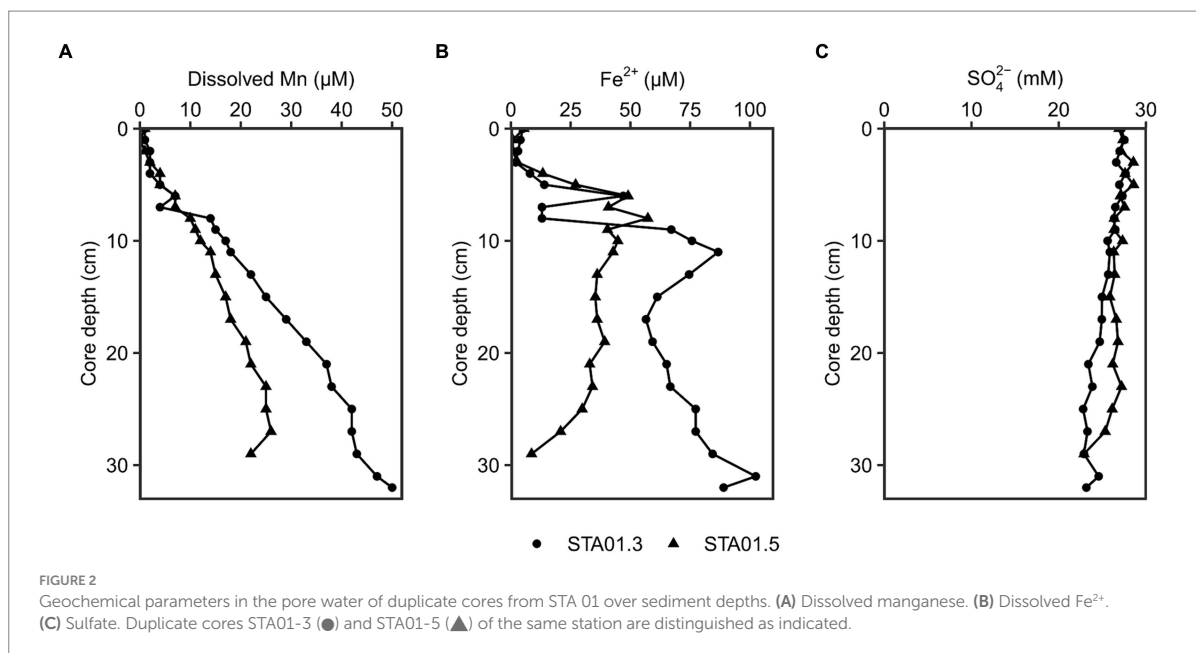 A
B
C
Dissolved Mn (µM)
Fe²⁺ (µM)
SO₄²⁻ (mM)
0 10 20 30 40 50
0 25 50 75 100
0 10 20 30
Core depth (cm)
0
10
20
30
Core depth (cm)
0
10
20
30
Core depth (cm)
0
10
20
30
● STA01.3 ▲ STA01.5
FIGURE 2
Geochemical parameters in the pore water of duplicate cores from STA 01 over sediment depths. (A) Dissolved manganese. (B) Dissolved Fe²⁺.
(C) Sulfate. Duplicate cores STA01-3 (●) and STA01-5 (▲) of the same station are distinguished as indicated.